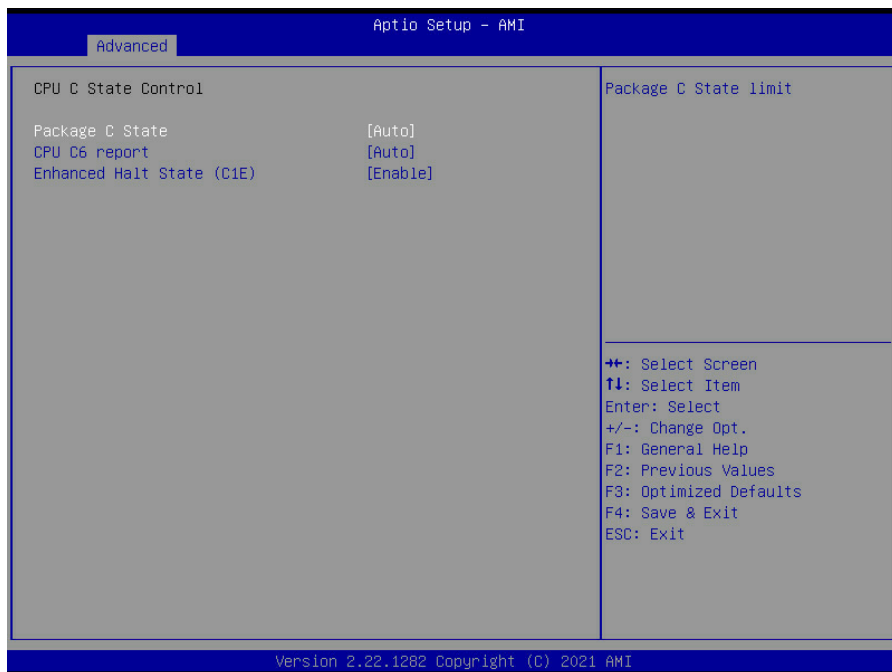 Aptio Setup – AMI
Advanced
CPU C State Control
Package C State [Auto]
CPU C6 report [Auto]
Enhanced Halt State (C1E) [Enable]
Package C State limit
→←: Select Screen
↑↓: Select Item
Enter: Select
+/-: Change Opt.
F1: General Help
F2: Previous Values
F3: Optimized Defaults
F4: Save & Exit
ESC: Exit
Version 2.22.1282 Copyright (C) 2021 AMI